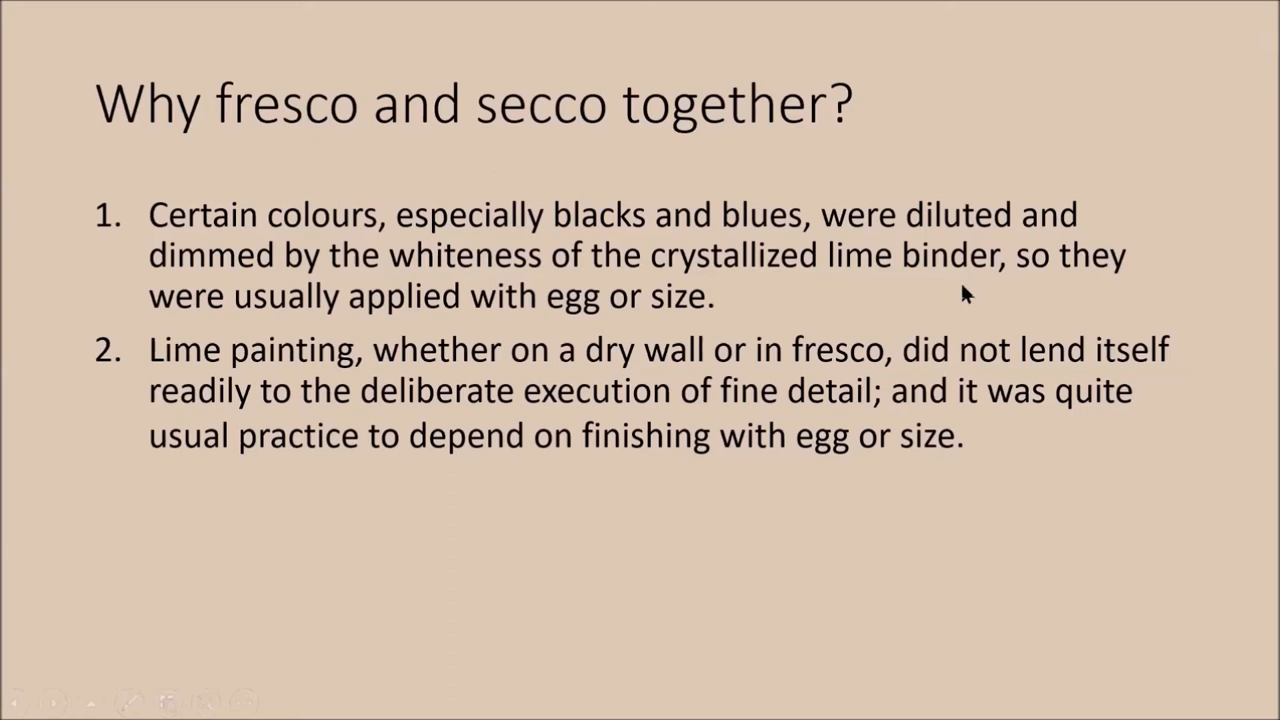 Why fresco and secco together?
1. Certain colours, especially blacks and blues, were diluted and
dimmed by the whiteness of the crystallized lime binder, so they
were usually applied with egg or size.
2. Lime painting, whether on a dry wall or in fresco, did not lend itself
readily to the deliberate execution of fine detail; and it was quite
usual practice to depend on finishing with egg or size.